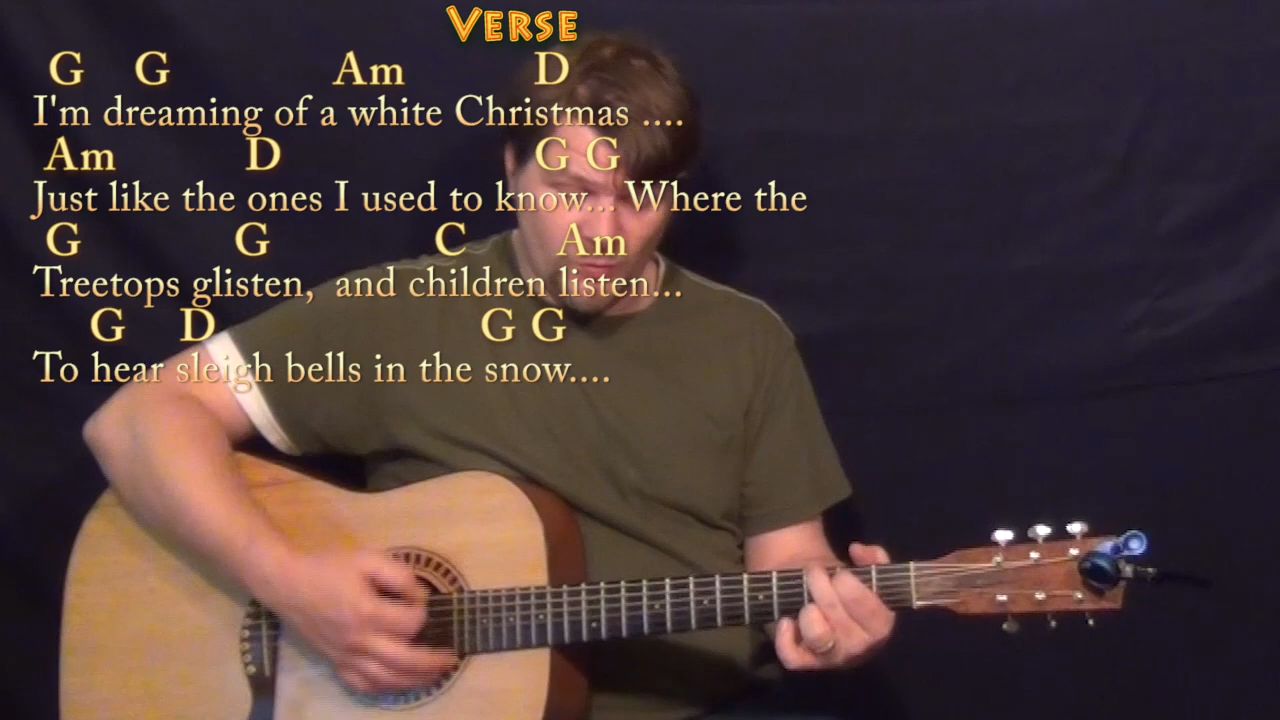 VERSE
G G Am D
I'm dreaming of a white Christmas ....
Am D G G
Just like the ones I used to know... Where the
G G C Am
Treetops glisten, and children listen...
G D G G
To hear sleigh bells in the snow....